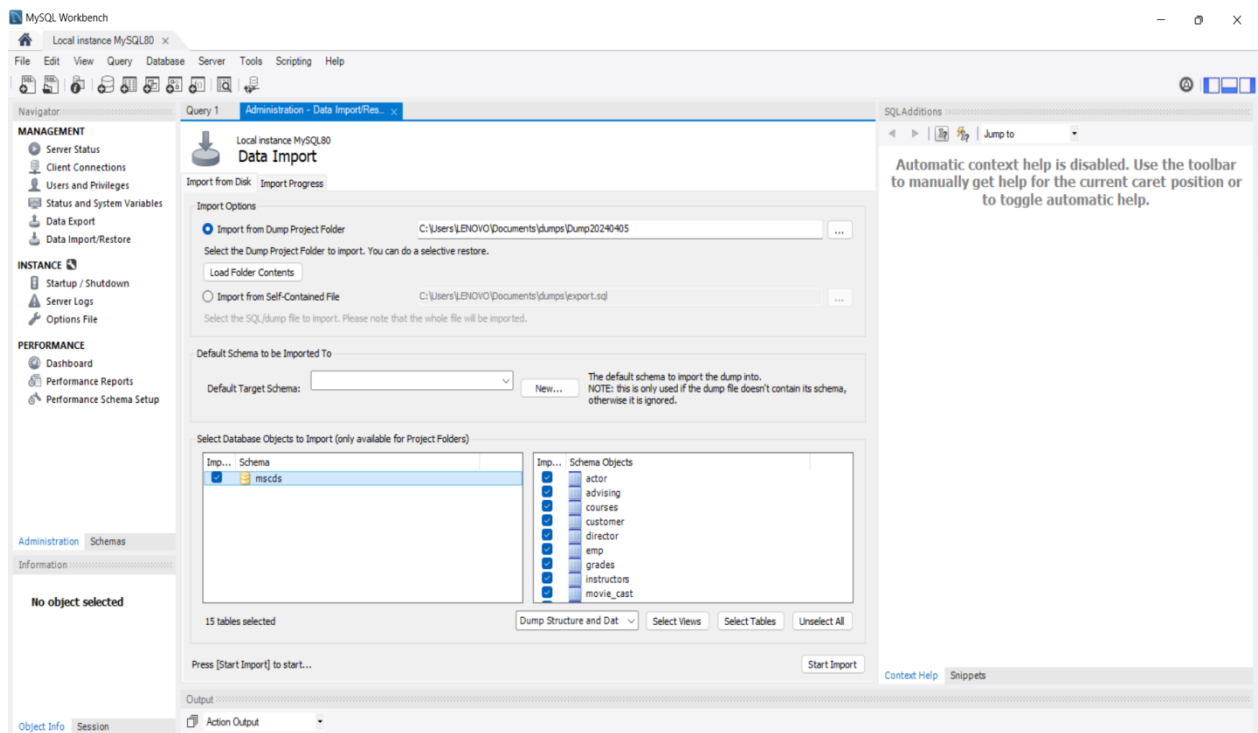 MySQL Workbench
Local instance MySQL80
File Edit View Query Database Server Tools Scripting Help
Navigator
MANAGEMENT
Server Status
Client Connections
Users and Privileges
Status and System Variables
Data Export
Data Import/Restore
INSTANCE
Startup / Shutdown
Server Logs
Options File
PERFORMANCE
Dashboard
Performance Reports
Performance Schema Setup
Administration Schemas
Information
No object selected
Object Info Session
Query 1 Administration - Data Import/Res...
Local instance MySQL80
Data Import
Import from Disk Import Progress
Import Options
Import from Dump Project Folder C:\Users\LENOVO\Documents\dumps\Dump20240405 ...
Select the Dump Project Folder to import. You can do a selective restore.
Load Folder Contents
Import from Self-Contained File C:\Users\LENOVO\Documents\dumps\export.sql ...
Select the SQL/dump file to import. Please note that the whole file will be imported.
Default Schema to be Imported To
Default Target Schema: New...
The default schema to import the dump into.
NOTE: this is only used if the dump file doesn't contain its schema,
otherwise it is ignored.
Select Database Objects to Import (only available for Project Folders)
Imp... Schema
mscds
Imp... Schema Objects
actor
advising
courses
customer
director
emp
grades
instructors
movie_cast
15 tables selected Dump Structure and Dat Select Views Select Tables Unselect All
Press [Start Import] to start... Start Import
Output
Action Output
SQLAdditions
Jump to
Automatic context help is disabled. Use the toolbar
to manually get help for the current caret position or
to toggle automatic help.
Context Help Snippets